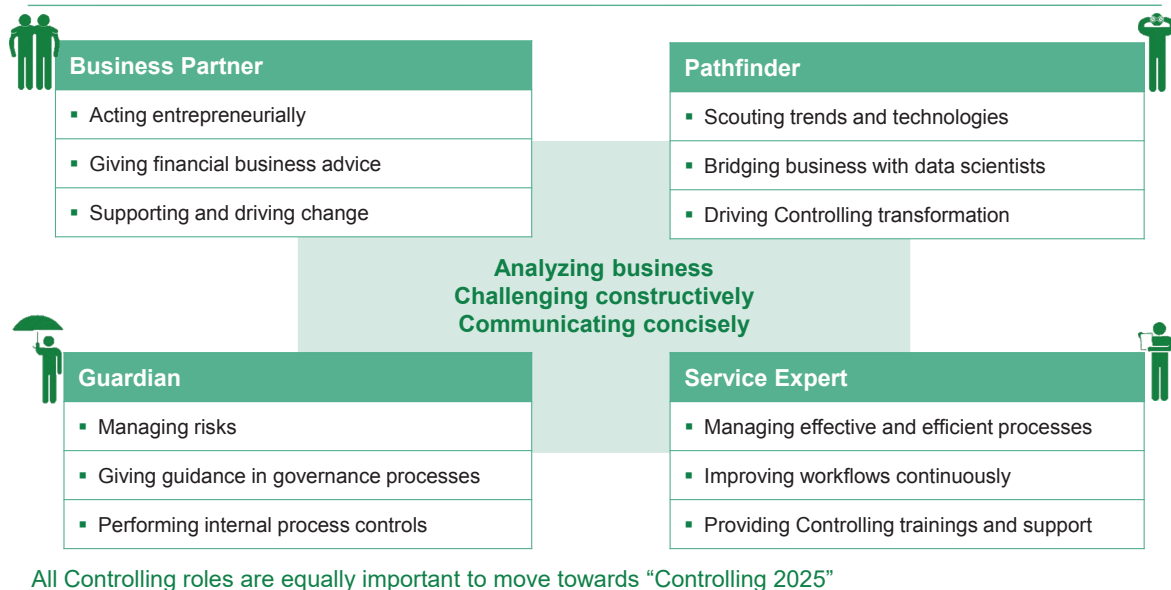 Business Partner
▪ Acting entrepreneurially
▪ Giving financial business advice
▪ Supporting and driving change
Pathfinder
▪ Scouting trends and technologies
▪ Bridging business with data scientists
▪ Driving Controlling transformation
Analyzing business
Challenging constructively
Communicating concisely
Guardian
▪ Managing risks
▪ Giving guidance in governance processes
▪ Performing internal process controls
Service Expert
▪ Managing effective and efficient processes
▪ Improving workflows continuously
▪ Providing Controlling trainings and support
All Controlling roles are equally important to move towards “Controlling 2025”